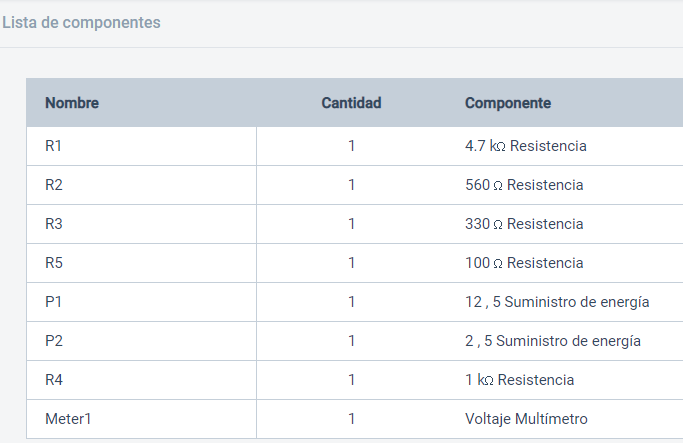 Lista de componentes
Nombre Cantidad Componente
R1 1 4.7 kΩ Resistencia
R2 1 560 Ω Resistencia
R3 1 330 Ω Resistencia
R5 1 100 Ω Resistencia
P1 1 12 , 5 Suministro de energía
P2 1 2 , 5 Suministro de energía
R4 1 1 kΩ Resistencia
Meter1 1 Voltaje Multímetro